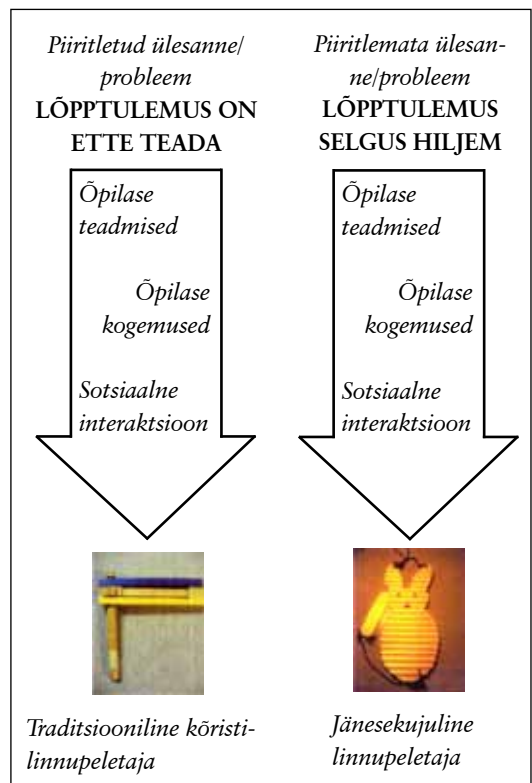 Piiritletud ülesanne/
probleem
LÕPPTULEMUS ON
ETTE TEADA
Õpilase
teadmised
Õpilase
kogemused
Sotsiaalne
interaktsioon
Traditsiooniline kõristi-
linnupeletaja
Piiritlemata ülesan-
ne/probleem
LÕPPTULEMUS
SELGUS HILJEM
Õpilase
teadmised
Õpilase
kogemused
Sotsiaalne
interaktsioon
Jänesekujuline
linnupeletaja